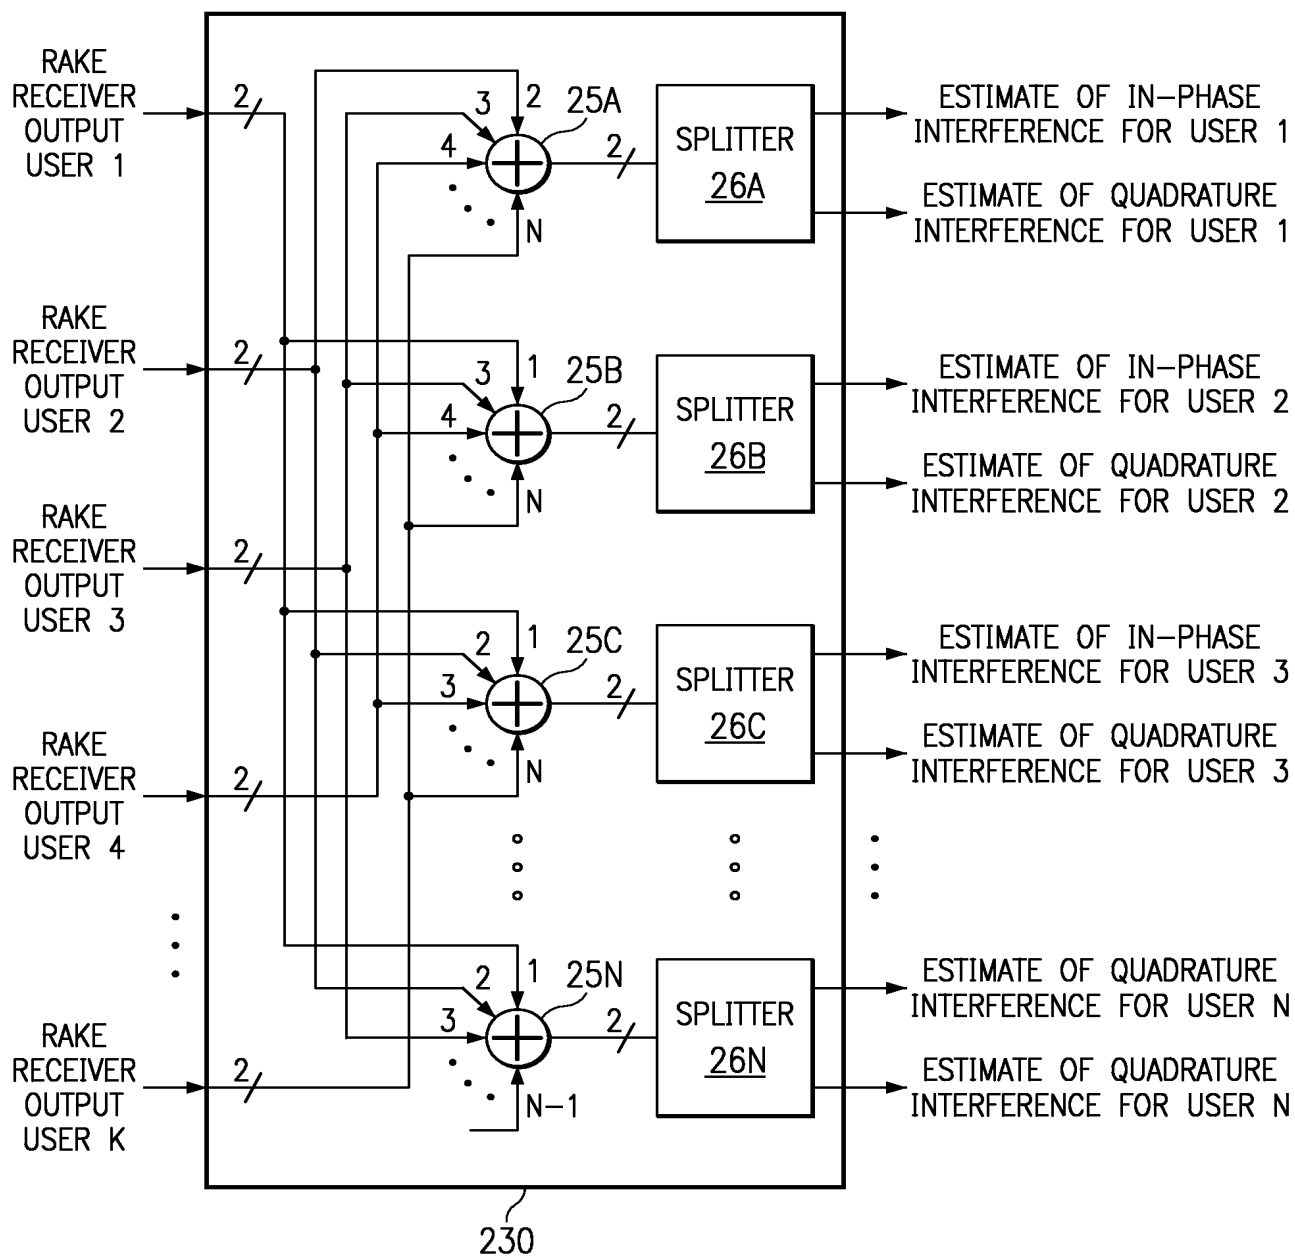 RAKE
RECEIVER
OUTPUT
USER 1
2
2
3
4
N
25A
2
SPLITTER
26A
ESTIMATE OF IN-PHASE
INTERFERENCE FOR USER 1
ESTIMATE OF QUADRATURE
INTERFERENCE FOR USER 1
RAKE
RECEIVER
OUTPUT
USER 2
2
1
3
4
N
25B
2
SPLITTER
26B
ESTIMATE OF IN-PHASE
INTERFERENCE FOR USER 2
ESTIMATE OF QUADRATURE
INTERFERENCE FOR USER 2
RAKE
RECEIVER
OUTPUT
USER 3
2
1
2
3
N
25C
2
SPLITTER
26C
ESTIMATE OF IN-PHASE
INTERFERENCE FOR USER 3
ESTIMATE OF QUADRATURE
INTERFERENCE FOR USER 3
RAKE
RECEIVER
OUTPUT
USER 4
2
1
2
3
N-1
25N
2
SPLITTER
26N
ESTIMATE OF QUADRATURE
INTERFERENCE FOR USER N
ESTIMATE OF QUADRATURE
INTERFERENCE FOR USER N
RAKE
RECEIVER
OUTPUT
USER K
2
230